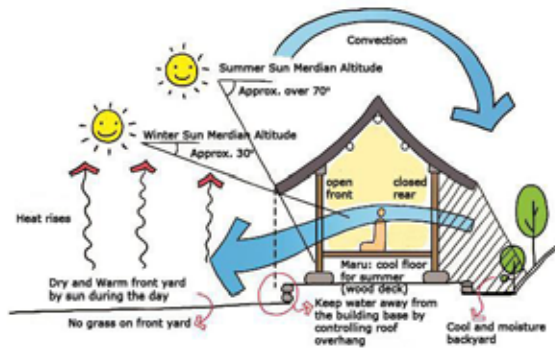 Convection
Summer Sun Merdian Altitude
Approx. over 70°
Winter Sun Merdian Altitude
Approx. 30°
open
front
closed
rear
Heat rises
Maru: cool floor
for summer
(wood deck)
Dry and Warm front yard
by sun during the day
No grass on front yard
Keep water away from
the building base by
controlling roof
overhang
Cool and moisture
backyard